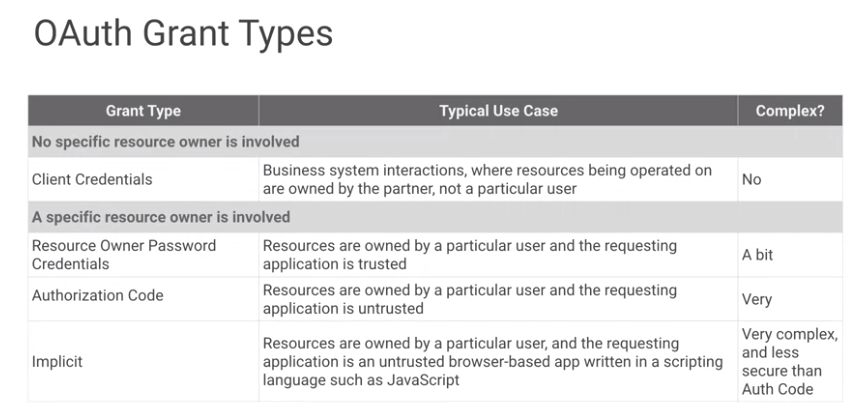 OAuth Grant Types
Grant Type
Typical Use Case
Complex?
No specific resource owner is involved
Client Credentials
Business system interactions, where resources being operated on
are owned by the partner, not a particular user
No
A specific resource owner is involved
Resource Owner Password
Credentials
Resources are owned by a particular user and the requesting
application is trusted
A bit
Authorization Code
Resources are owned by a particular user and the requesting
application is untrusted
Very
Implicit
Resources are owned by a particular user, and the requesting
application is an untrusted browser-based app written in a scripting
language such as JavaScript
Very complex,
and less
secure than
Auth Code